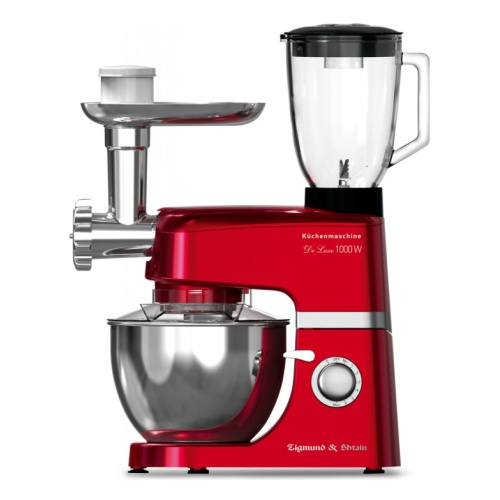 Küchenmaschine
De Luxe 1000 W
Zigmund & Shtain